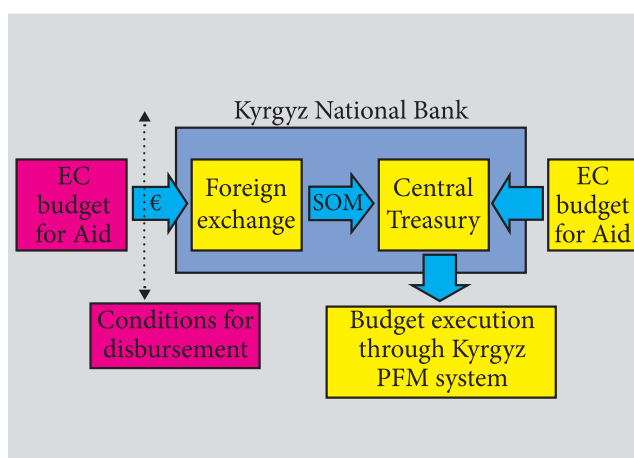 Kyrgyz National Bank
EC
budget
for Aid
€
Foreign
exchange
SOM
Central
Treasury
EC
budget
for Aid
Conditions for
disbursement
Budget execution
through Kyrgyz
PFM system